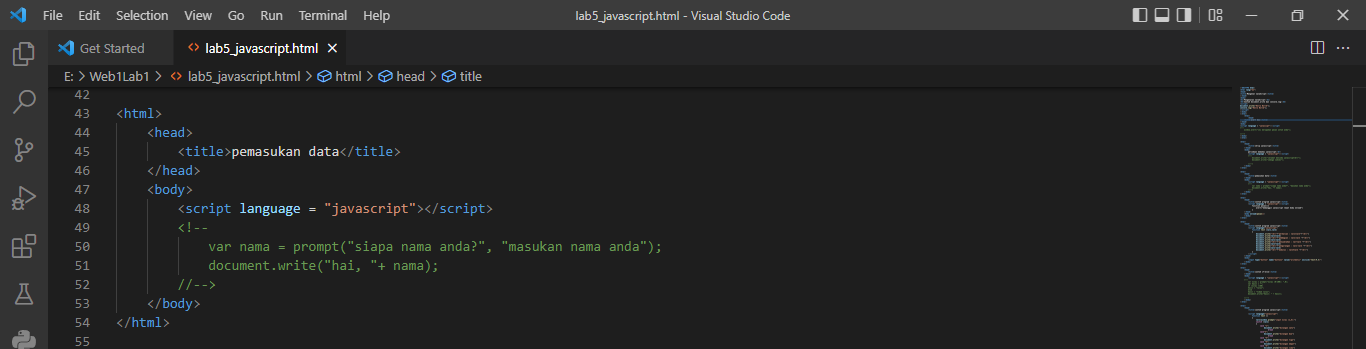 File Edit Selection View Go Run Terminal Help lab5_javascript.html - Visual Studio Code
Get Started lab5_javascript.html
E: > Web1Lab1 > lab5_javascript.html > html > head > title
42
43 <html>
44 <head>
45 <title>pemasukan data</title>
46 </head>
47 <body>
48 <script language = "javascript"></script>
49 <!--
50 var nama = prompt("siapa nama anda?", "masukan nama anda");
51 document.write("hai, "+ nama);
52 //-->
53 </body>
54 </html>
55